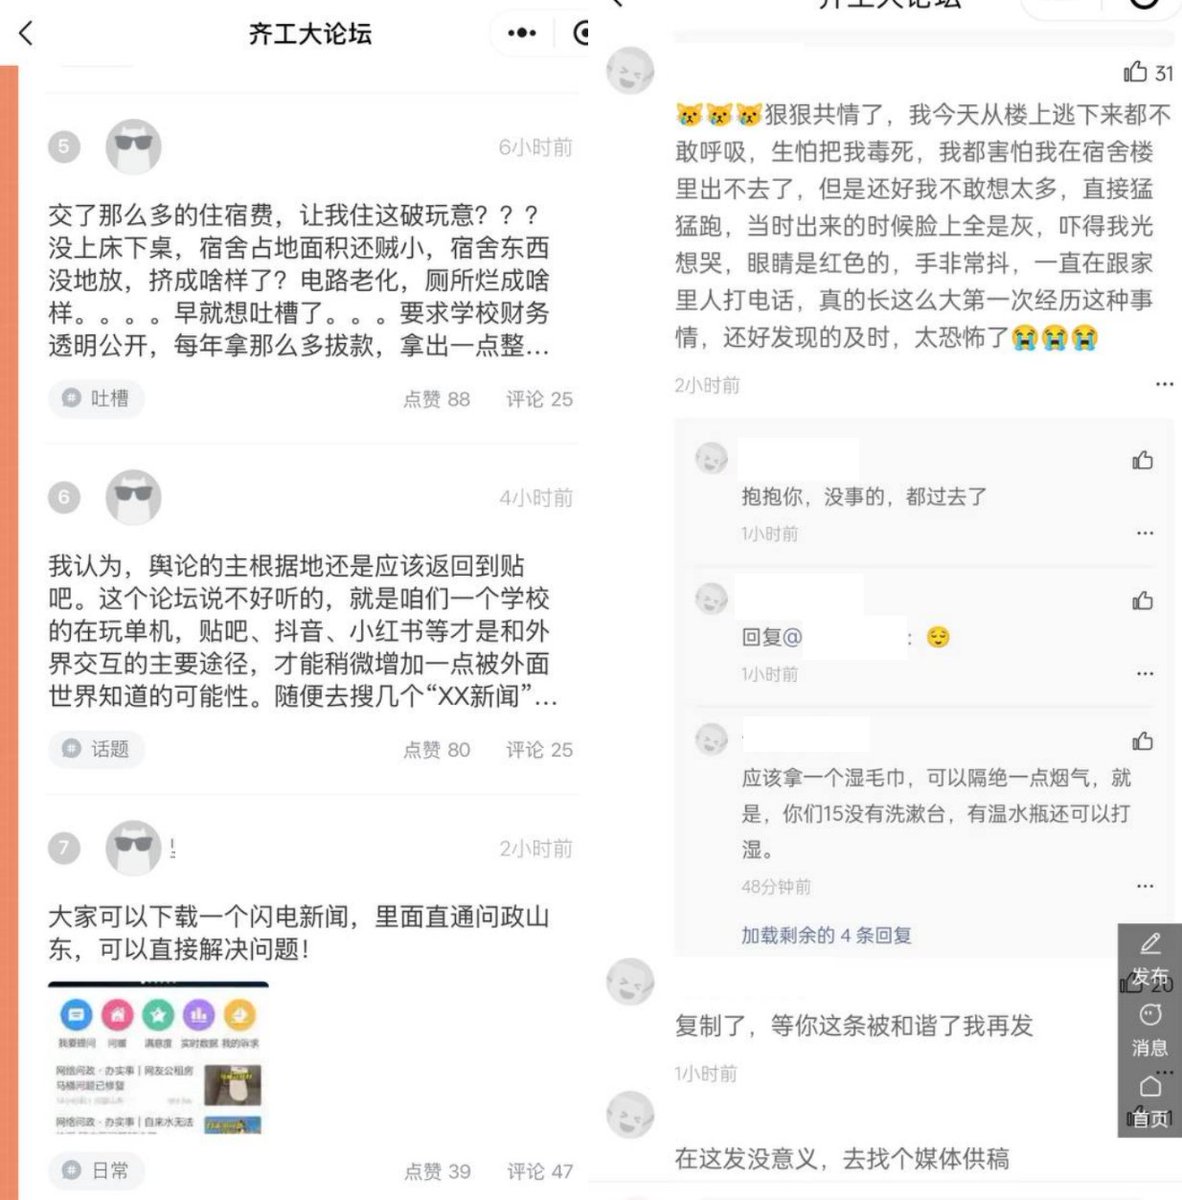 齐工大论坛
5
6小时前
交了那么多的住宿费，让我住这破玩意？？？
没上床下桌，宿舍占地面积还贼小，宿舍东西
没地放，挤成啥样了？电路老化，厕所烂成啥
样。。。。早就想吐槽了。。。要求学校财务
透明公开，每年拿那么多拔款，拿出一点整...
吐槽
点赞 88 评论 25
6
4小时前
我认为，舆论的主根据地还是应该返回到贴
吧。这个论坛说不好听的，就是咱们一个学校
的在玩单机，贴吧、抖音、小红书等才是和外
界交互的主要途径，才能稍微增加一点被外面
世界知道的可能性。随便去搜几个“XX新闻”...
话题
点赞 80 评论 25
7
2小时前
大家可以下载一个闪电新闻，里面直通问政山
东，可以直接解决问题！
我要提问 问暖 满意度 实时数据 我的诉求
网络问政·办实事｜网友公租房
马桶问题已修复
网络问政·办实事｜自来水无法
日常
点赞 39 评论 47
齐工大论坛
31
😿😿😿狠狠共情了，我今天从楼上逃下来都不
敢呼吸，生怕把我毒死，我都害怕我在宿舍楼
里出不去了，但是还好我不敢想太多，直接猛
猛跑，当时出来的时候脸上全是灰，吓得我光
想哭，眼睛是红色的，手非常抖，一直在跟家
里人打电话，真的长这么大第一次经历这种事
情，还好发现的及时，太恐怖了😭😭😭
2小时前
抱抱你，没事的，都过去了
1小时前
回复@ ：😌
1小时前
应该拿一个湿毛巾，可以隔绝一点烟气，就
是，你们15没有洗漱台，有温水瓶还可以打
湿。
48分钟前
加载剩余的 4 条回复
20
复制了，等你这条被和谐了我再发
1小时前
在这发没意义，去找个媒体供稿
发布
消息
首页